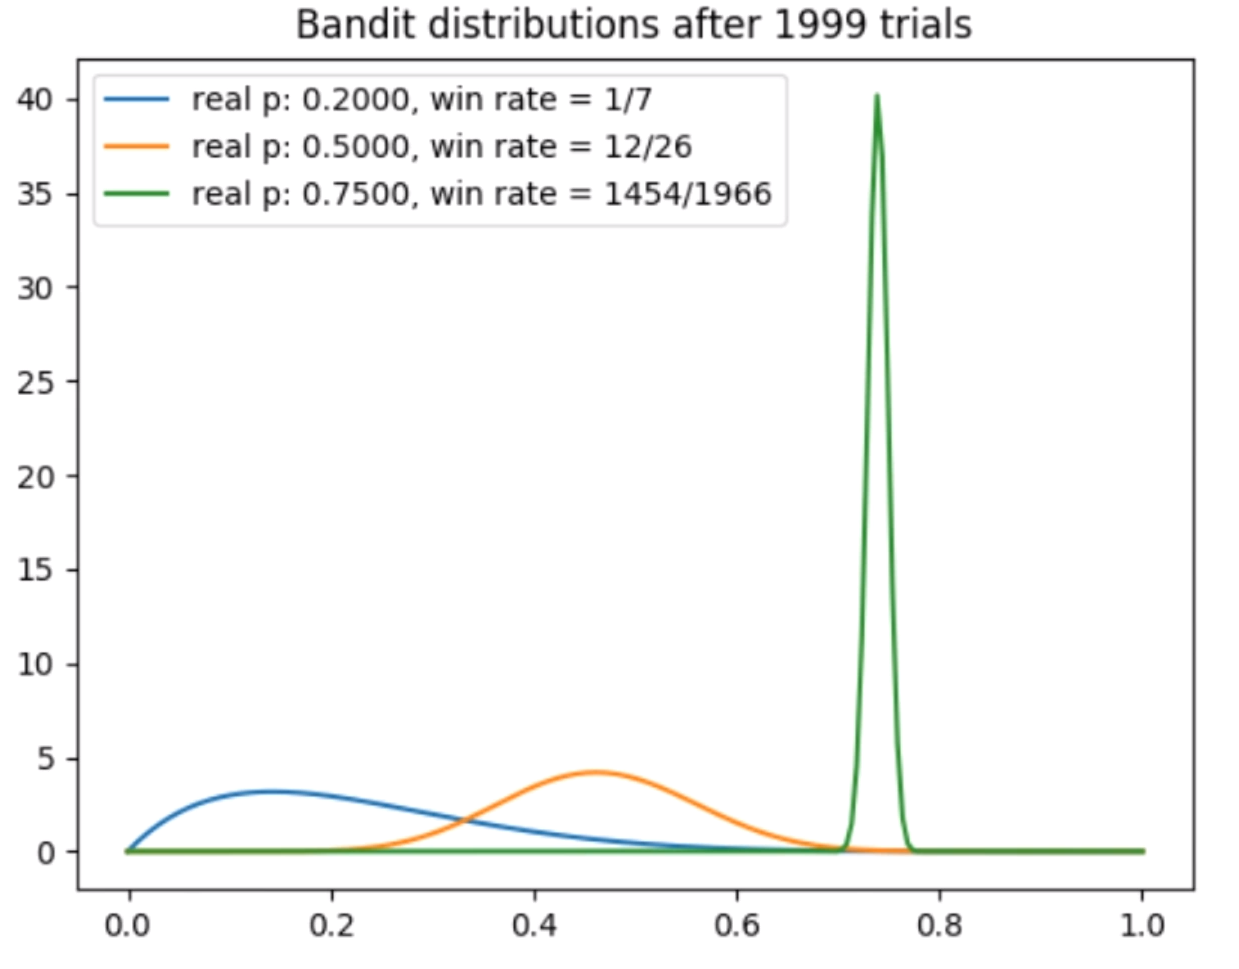 Bandit distributions after 1999 trials
real p: 0.2000, win rate = 1/7
real p: 0.5000, win rate = 12/26
real p: 0.7500, win rate = 1454/1966
40
35
30
25
20
15
10
5
0
0.0 0.2 0.4 0.6 0.8 1.0